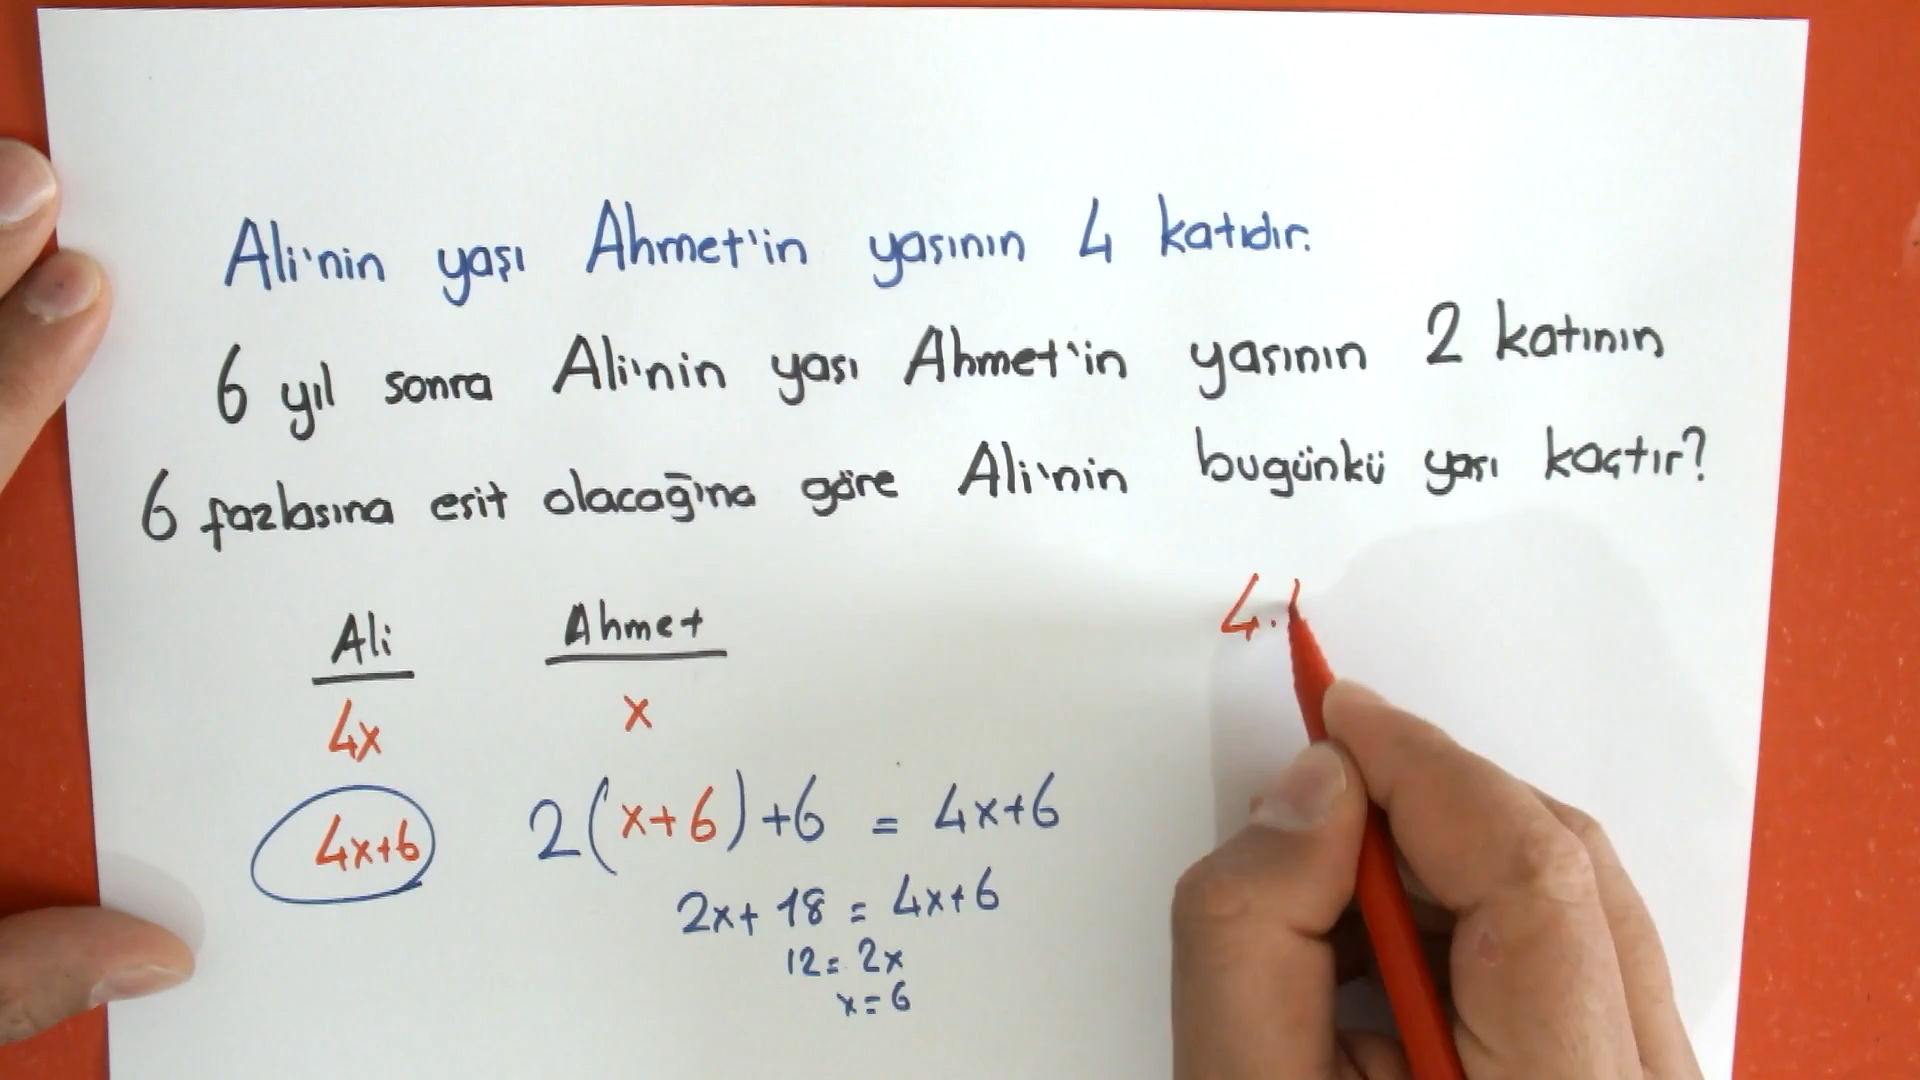 Ali'nin yaşı Ahmet'in yaşının 4 katıdır.
6 yıl sonra Ali'nin yaşı Ahmet'in yaşının 2 katının
6 fazlasına eşit olacağına göre Ali'nin bugünkü yaşı kaçtır?
Ali Ahmet
4x x
4x+6 2(x+6)+6 = 4x+6
2x+18 = 4x+6
12 = 2x
x = 6
4.